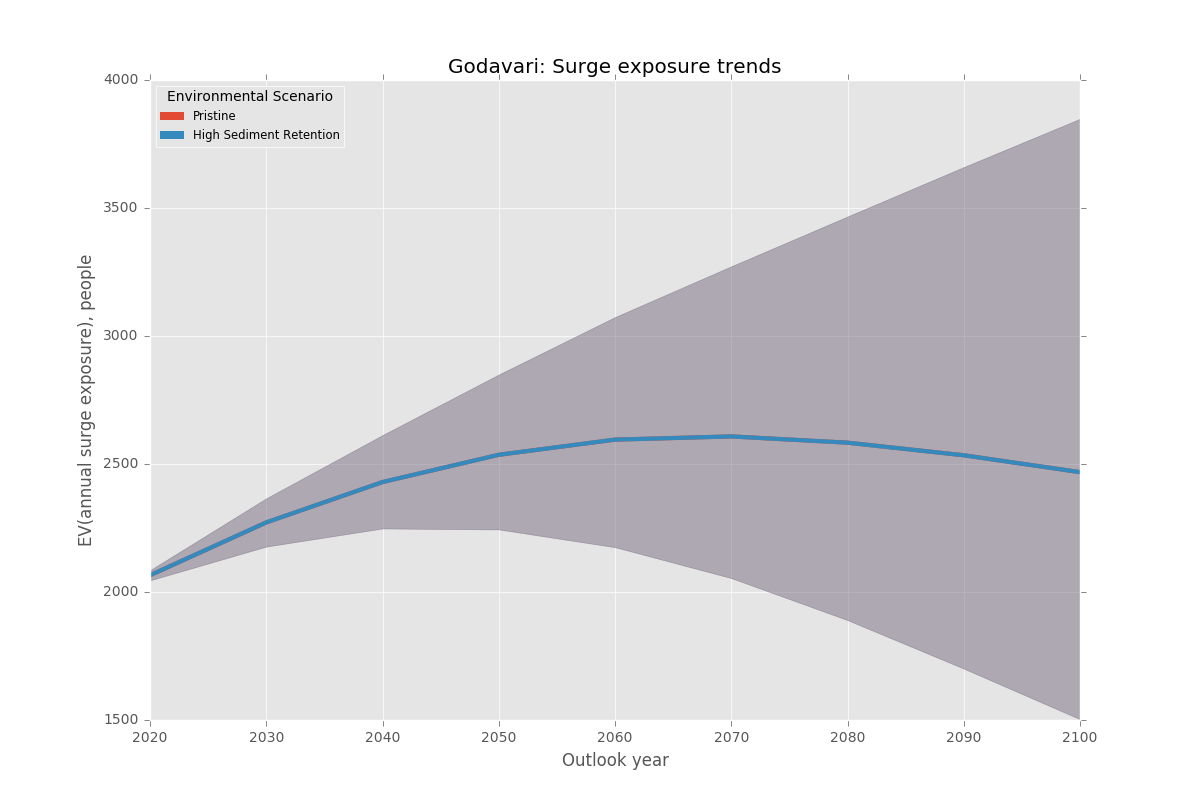 Godavari: Surge exposure trends
4000
3500
3000
2500
2000
1500
EV(annual surge exposure), people
Environmental Scenario
Pristine
High Sediment Retention
2020 2030 2040 2050 2060 2070 2080 2090 2100
Outlook year